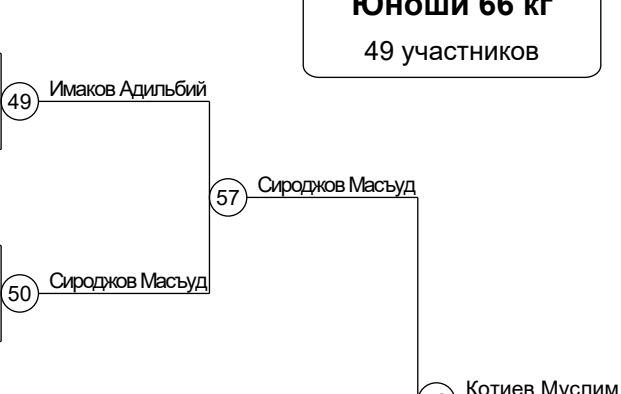 Юноши 66 кг
49 участников
49 Имаков Адильбий
57 Сироджов Масъуд
50 Сироджов Масъуд
Котиев Муслим